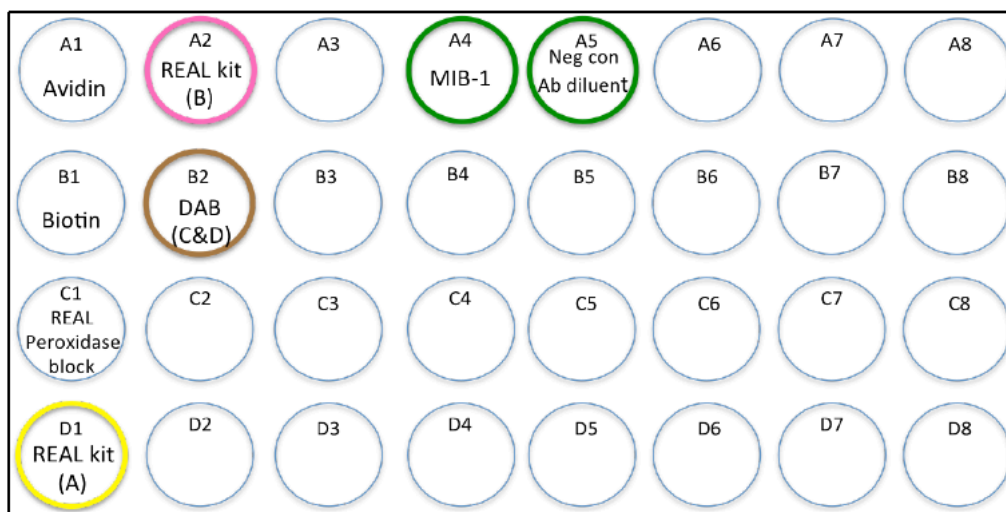 A1
Avidin
A2
REAL kit
(B)
A3
A4
MIB-1
A5
Neg con
Ab diluent
A6
A7
A8
B1
Biotin
B2
DAB
(C&D)
B3
B4
B5
B6
B7
B8
C1
REAL
Peroxidase
block
C2
C3
C4
C5
C6
C7
C8
D1
REAL kit
(A)
D2
D3
D4
D5
D6
D7
D8